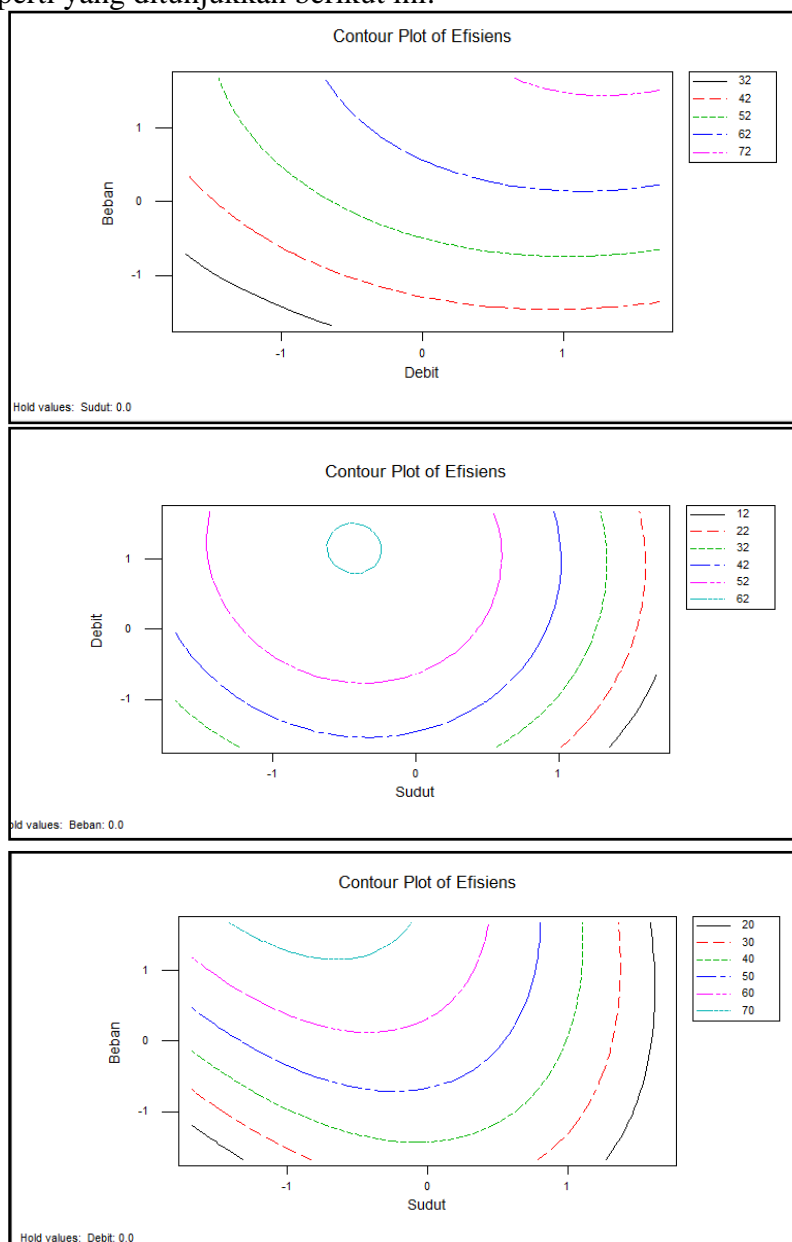 perti yang ditunjukkan berikut ini:
Contour Plot of Efisiens
32
42
52
62
72
1
0
-1
Beban
-1
0
1
Debit
Hold values: Sudut: 0.0
Contour Plot of Efisiens
12
22
32
42
52
62
1
0
-1
Debit
-1
0
1
Sudut
old values: Beban: 0.0
Contour Plot of Efisiens
20
30
40
50
60
70
1
0
-1
Beban
-1
0
1
Sudut
Hold values: Debit: 0.0